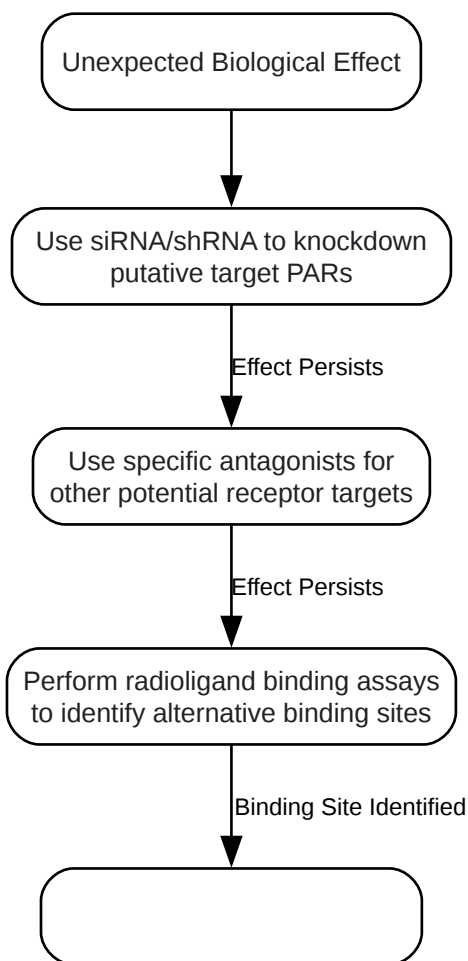 Unexpected Biological Effect
Use siRNA/shRNA to knockdown
putative target PARs
Effect Persists
Use specific antagonists for
other potential receptor targets
Effect Persists
Perform radioligand binding assays
to identify alternative binding sites
Binding Site Identified